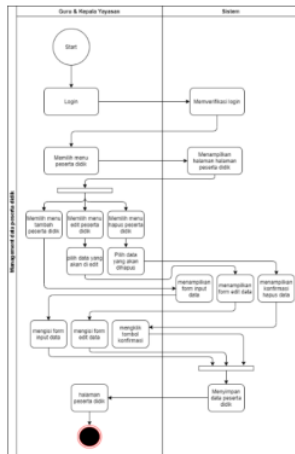 Guru & Kepala Yayasan
Sistem
Management data peserta didik
Start
Login
Memverifikasi login
Memilih menu
peserta didik
Menampilkan
halaman halaman
peserta didik
Memilih menu
tambah
peserta didik
Memilih menu
edit peserta
didik
Memilih menu
hapus peserta
didik
pilih data yang
akan di edit
Pilih data
yang akan
dihapus
menampilkan
form input
data
menampilkan
form edit data
menampilkan
konfirmasi
hapus data
mengisi form
input data
mengisi form
edit data
mengklik
tombol
konfirmasi
Menyimpan
data peserta
didik
halaman
peserta didik